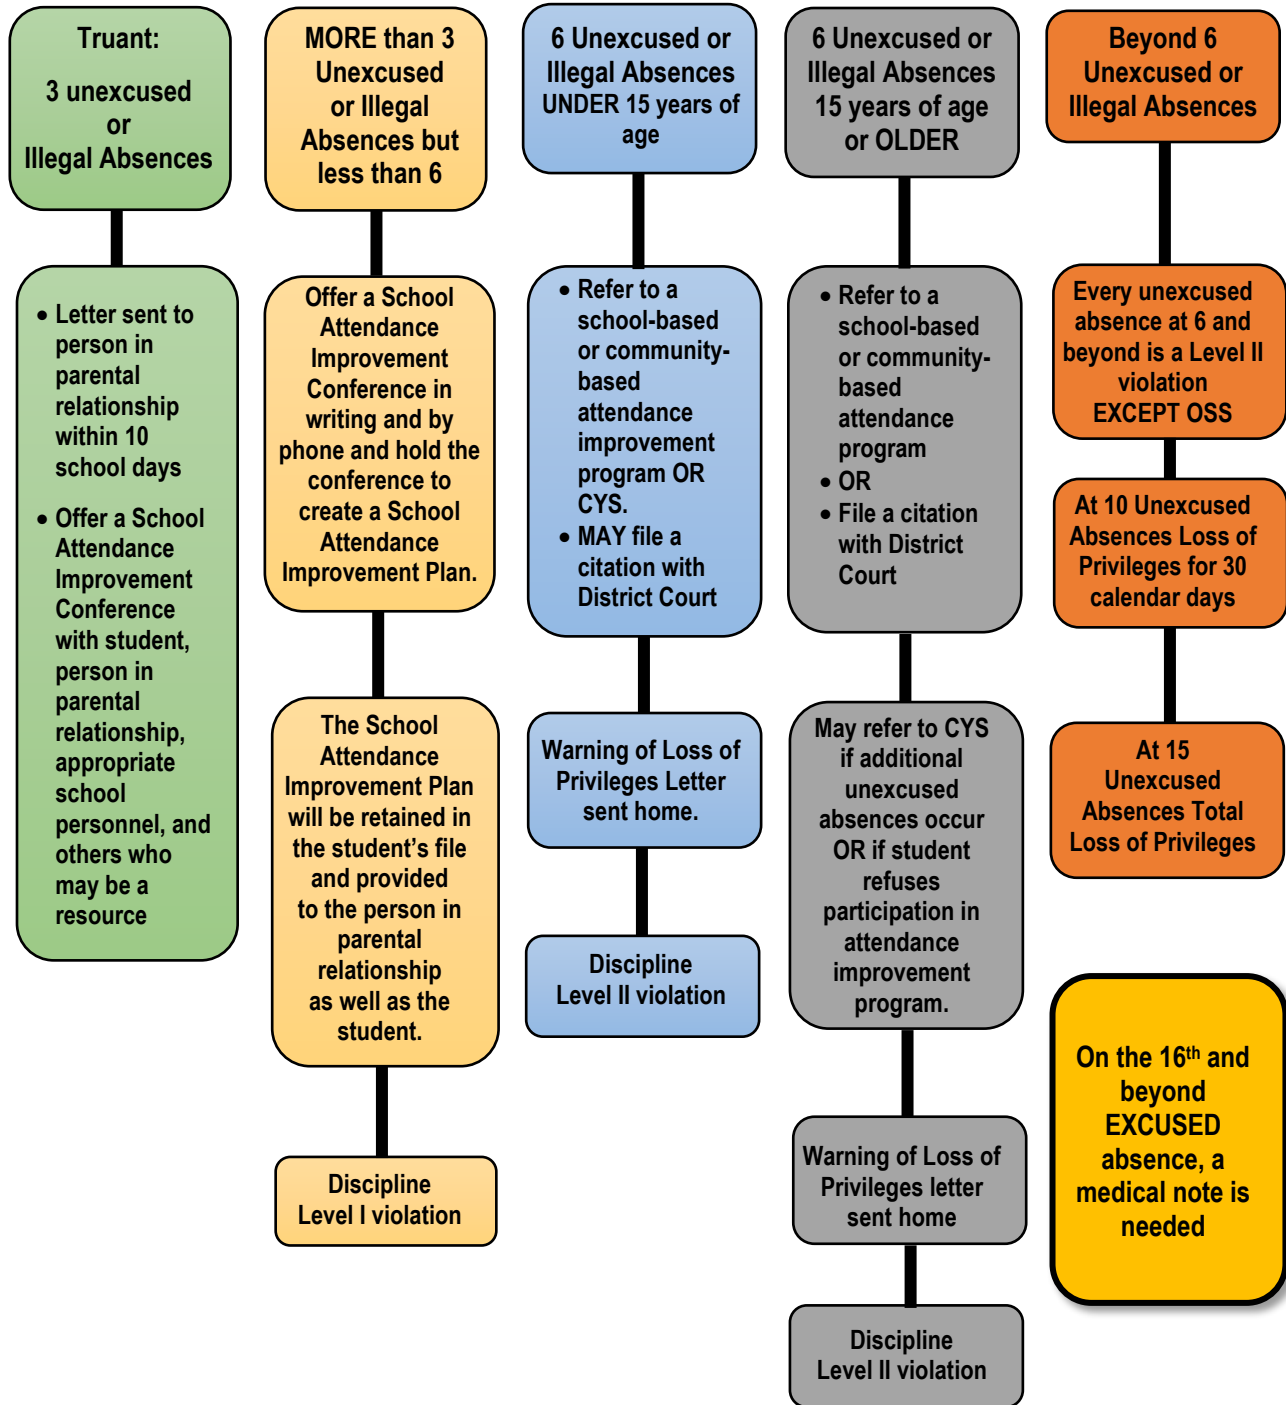 Truant:
3 unexcused
or
Illegal Absences
• Letter sent to
person in
parental
relationship
within 10
school days
• Offer a School
Attendance
Improvement
Conference
with student,
person in
parental
relationship,
appropriate
school
personnel, and
others who
may be a
resource
MORE than 3
Unexcused
or Illegal
Absences but
less than 6
Offer a School
Attendance
Improvement
Conference in
writing and by
phone and hold the
conference to
create a School
Attendance
Improvement Plan.
The School
Attendance
Improvement Plan
will be retained in
the student’s file
and provided
to the person in
parental
relationship
as well as the
student.
Discipline
Level I violation
6 Unexcused or
Illegal Absences
UNDER 15 years of
age
• Refer to a
school-based
or community-
based
attendance
improvement
program OR
CYS.
• MAY file a
citation with
District Court
Warning of Loss of
Privileges Letter
sent home.
Discipline
Level II violation
6 Unexcused or
Illegal Absences
15 years of age
or OLDER
• Refer to a
school-based
or community-
based
attendance
program
• OR
• File a citation
with District
Court
May refer to CYS
if additional
unexcused
absences occur
OR if student
refuses
participation in
attendance
improvement
program.
Warning of Loss of
Privileges letter
sent home
Discipline
Level II violation
Beyond 6
Unexcused or
Illegal Absences
Every unexcused
absence at 6 and
beyond is a Level II
violation
EXCEPT OSS
At 10 Unexcused
Absences Loss of
Privileges for 30
calendar days
At 15
Unexcused
Absences Total
Loss of Privileges
On the 16th and
beyond
EXCUSED
absence, a
medical note is
needed